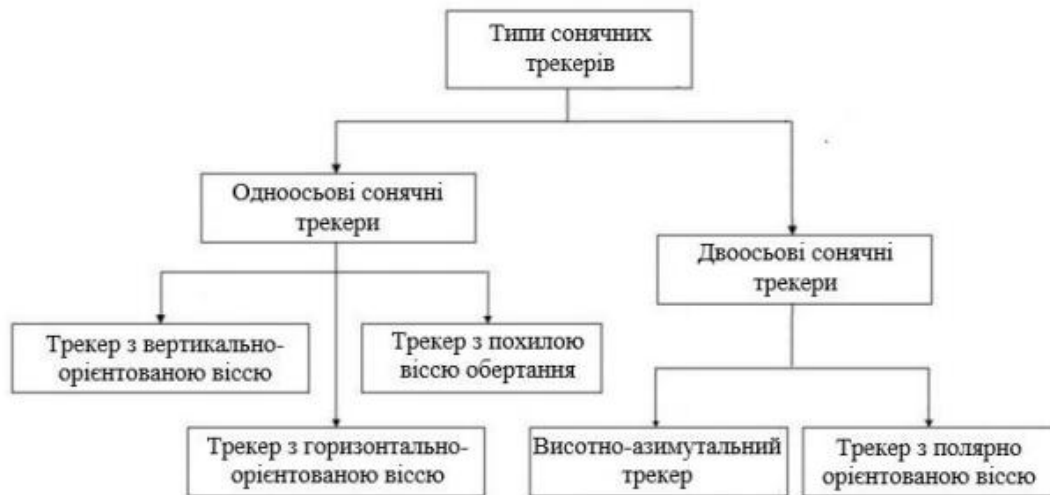 Типи сонячних
трекерів
Одноосьові сонячні
трекери
Двоосьові сонячні
трекери
Трекер з вертикально-
орієнтованою віссю
Трекер з похилою
віссю обертання
Трекер з горизонтально-
орієнтованою віссю
Висотно-азимутальний
трекер
Трекер з полярно
орієнтованою віссю